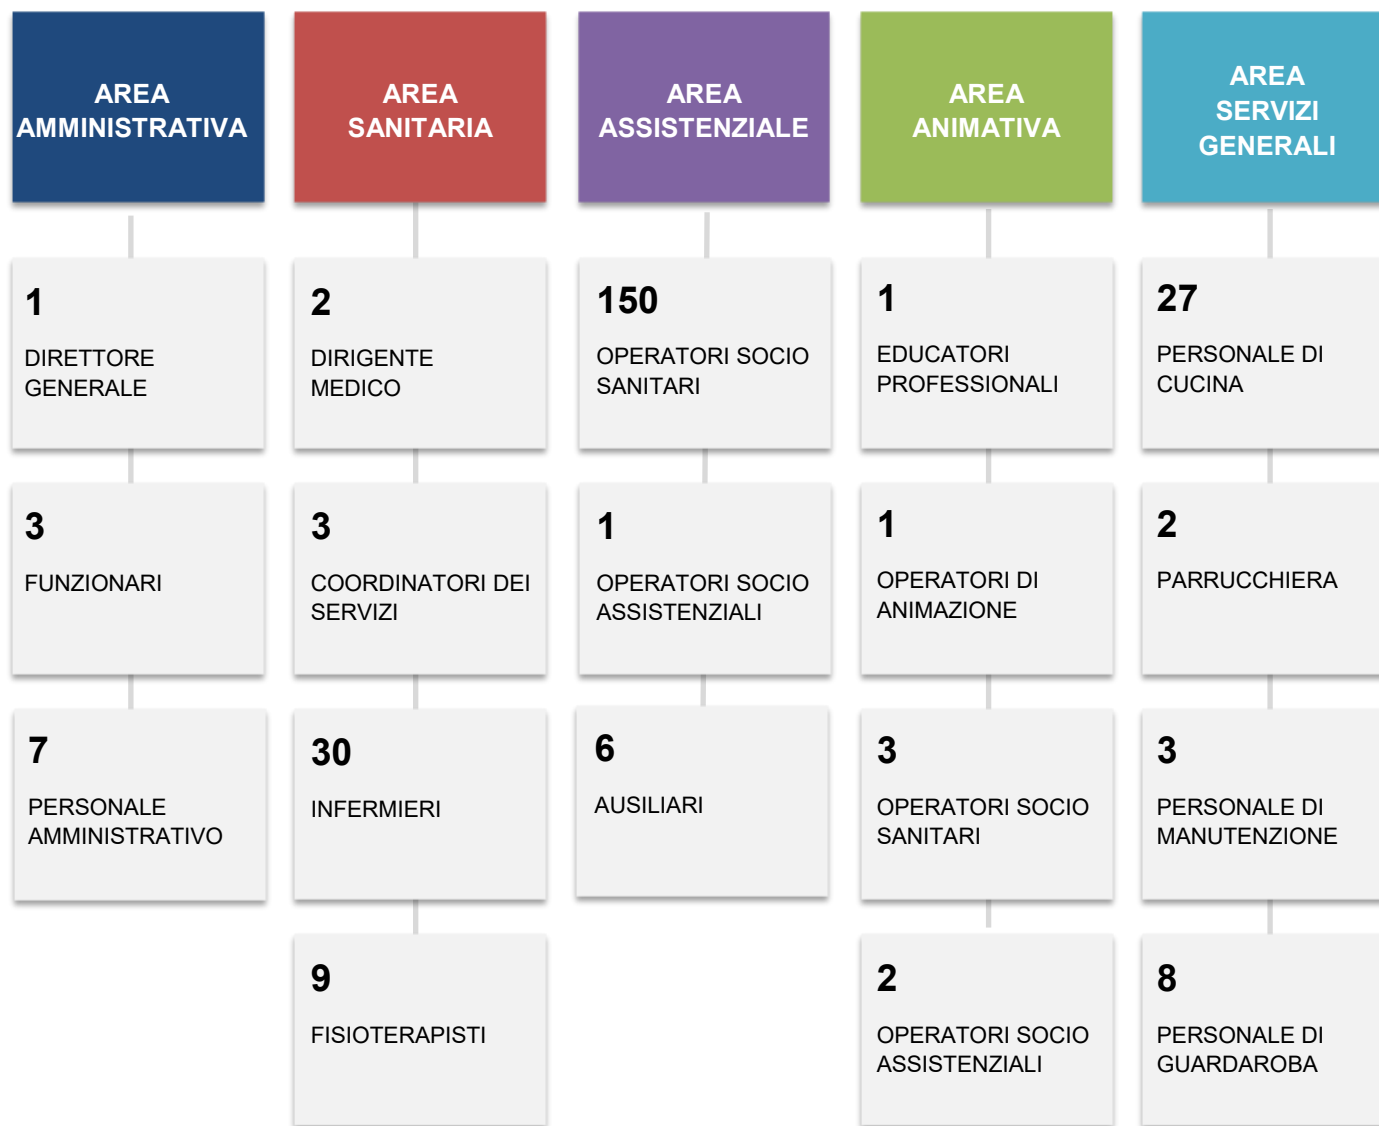 AREA
AMMINISTRATIVA
1
DIRETTORE
GENERALE
3
FUNZIONARI
7
PERSONALE
AMMINISTRATIVO
AREA
SANITARIA
2
DIRIGENTE
MEDICO
3
COORDINATORI DEI
SERVIZI
30
INFERMIERI
9
FISIOTERAPISTI
AREA
ASSISTENZIALE
150
OPERATORI SOCIO
SANITARI
1
OPERATORI SOCIO
ASSISTENZIALI
6
AUSILIARI
AREA
ANIMATIVA
1
EDUCATORI
PROFESSIONALI
1
OPERATORI DI
ANIMAZIONE
3
OPERATORI SOCIO
SANITARI
2
OPERATORI SOCIO
ASSISTENZIALI
AREA
SERVIZI
GENERALI
27
PERSONALE DI
CUCINA
2
PARRUCCHIERA
3
PERSONALE DI
MANUTENZIONE
8
PERSONALE DI
GUARDAROBA